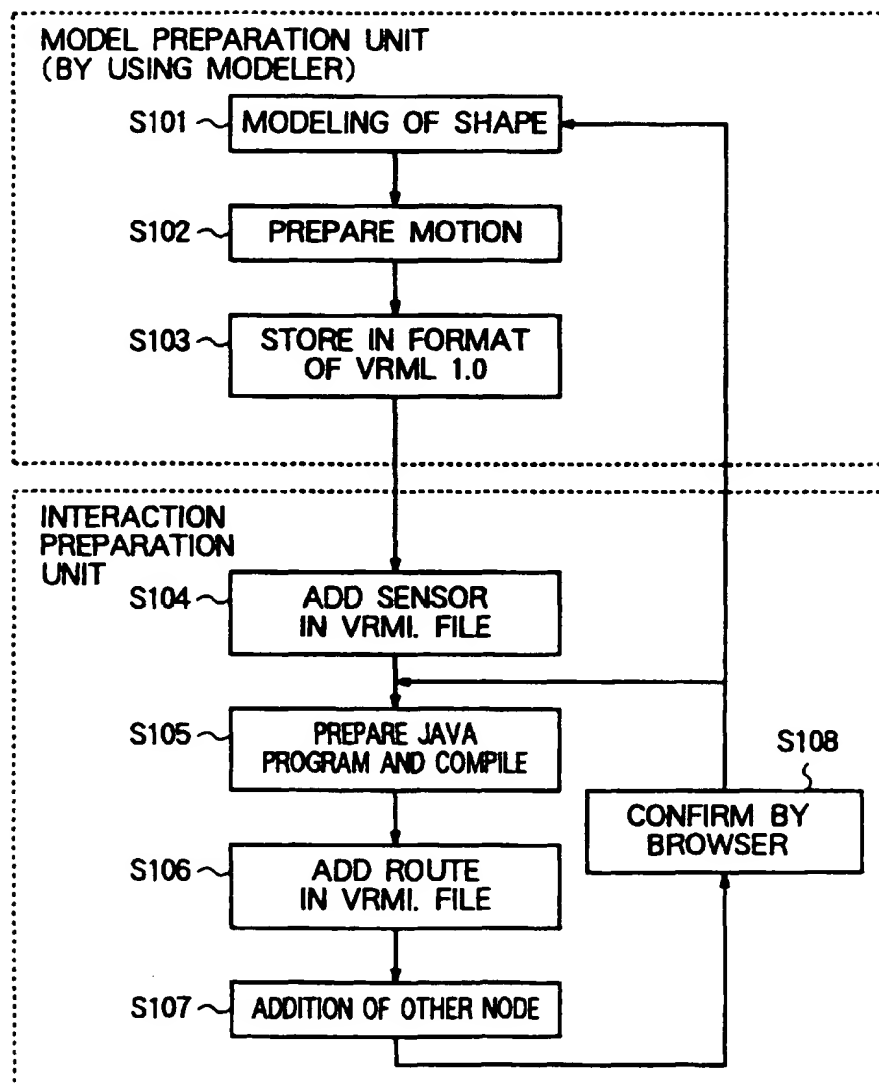 MODEL PREPARATION UNIT
(BY USING MODELER)
S101
MODELING OF SHAPE
S102
PREPARE MOTION
S103
STORE IN FORMAT
OF VRML 1.0
INTERACTION
PREPARATION
UNIT
S104
ADD SENSOR
IN VRMI. FILE
S105
PREPARE JAVA
PROGRAM AND COMPILE
S108
CONFIRM BY
BROWSER
S106
ADD ROUTE
IN VRMI. FILE
S107
ADDITION OF OTHER NODE